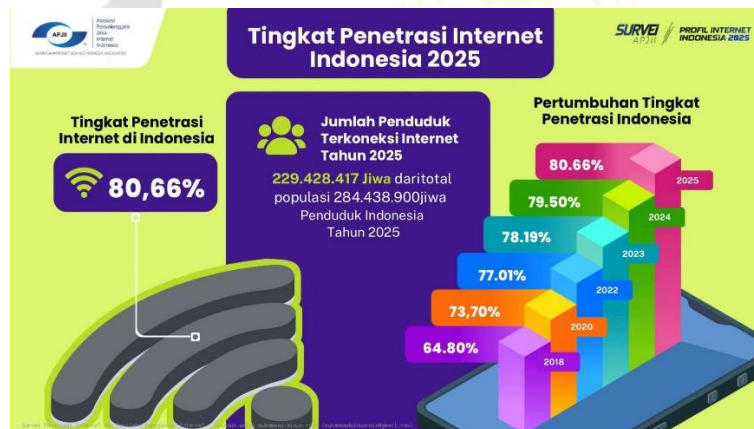 APJII
Asosiasi
Penyelenggara
Jasa
Internet
Indonesia
Tingkat Penetrasi Internet
Indonesia 2025
SURVEI
APJII
PROFIL INTERNET
INDONESIA 2025
Tingkat Penetrasi
Internet di Indonesia
80,66%
Jumlah Penduduk
Terkoneksi Internet
Tahun 2025
229.428.417 Jiwa daritotal
populasi 284.438.900jiwa
Penduduk Indonesia
Tahun 2025
Pertumbuhan Tingkat
Penetrasi Indonesia
80.66%
2025
79.50%
2024
78.19%
2023
77.01%
2022
73,70%
2020
64.80%
2018